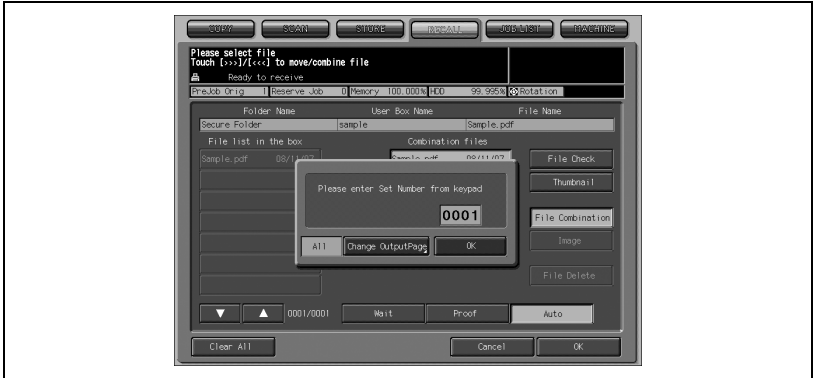 COPY SCAN STORE RECALL JOB LIST MACHINE
Please select file
Touch [>>>]/[<<<] to move/combine file
Ready to receive
PreJob Orig 1 Reserve Job 0 Memory 100.000% HDD 99.995% Rotation
Folder Name User Box Name File Name
Secure Folder sample Sample.pdf
File list in the box Combination files
Sample.pdf 08/11/07 Sample.pdf 08/11/07 File Check
Thumbnail
Please enter Set Number from keypad
0001
File Combination
All Change OutputPage OK
Image
File Delete
0001/0001 Wait Proof Auto
Clear All Cancel OK